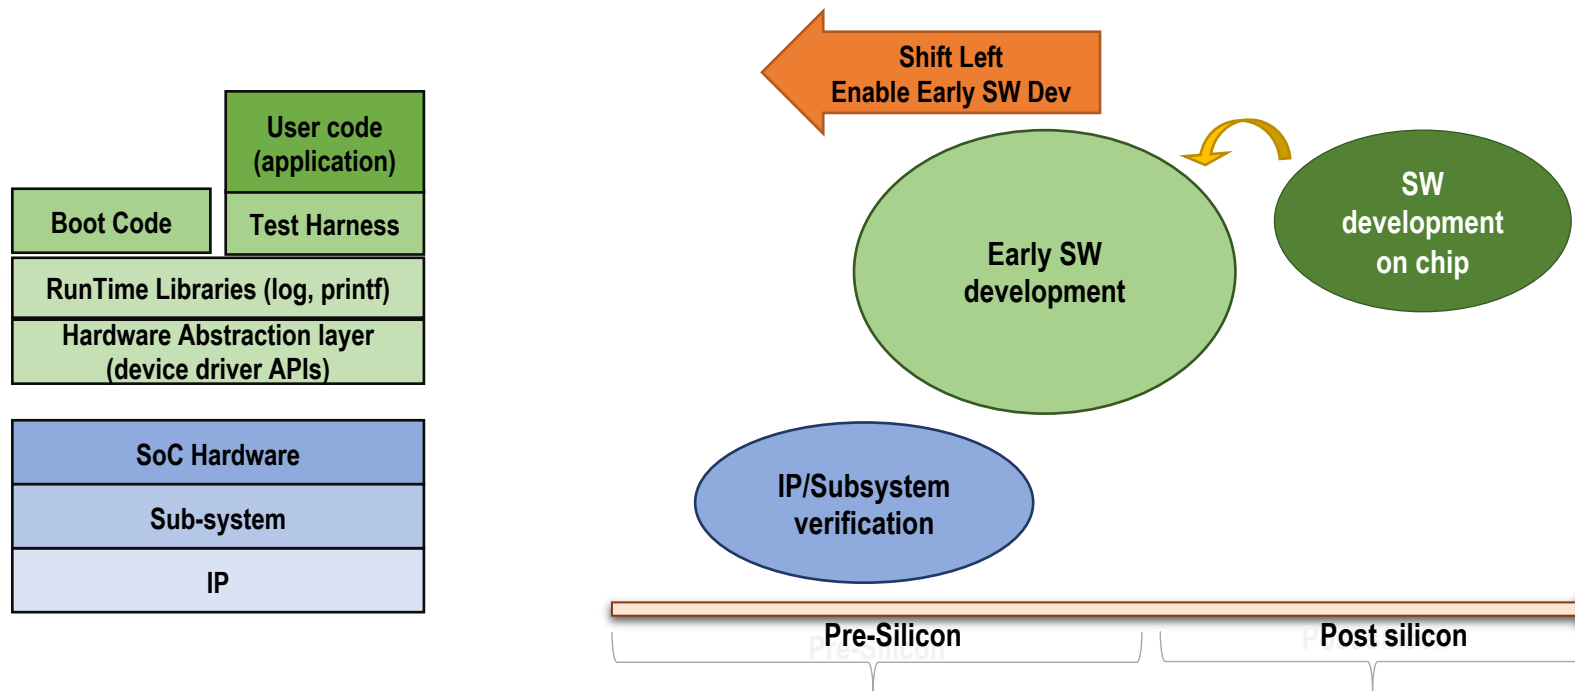 Shift Left
Enable Early SW Dev
User code
(application)
Boot Code
Test Harness
RunTime Libraries (log, printf)
Hardware Abstraction layer
(device driver APIs)
SoC Hardware
Sub-system
IP
Early SW
development
SW
development
on chip
IP/Subsystem
verification
Pre-Silicon
Post silicon